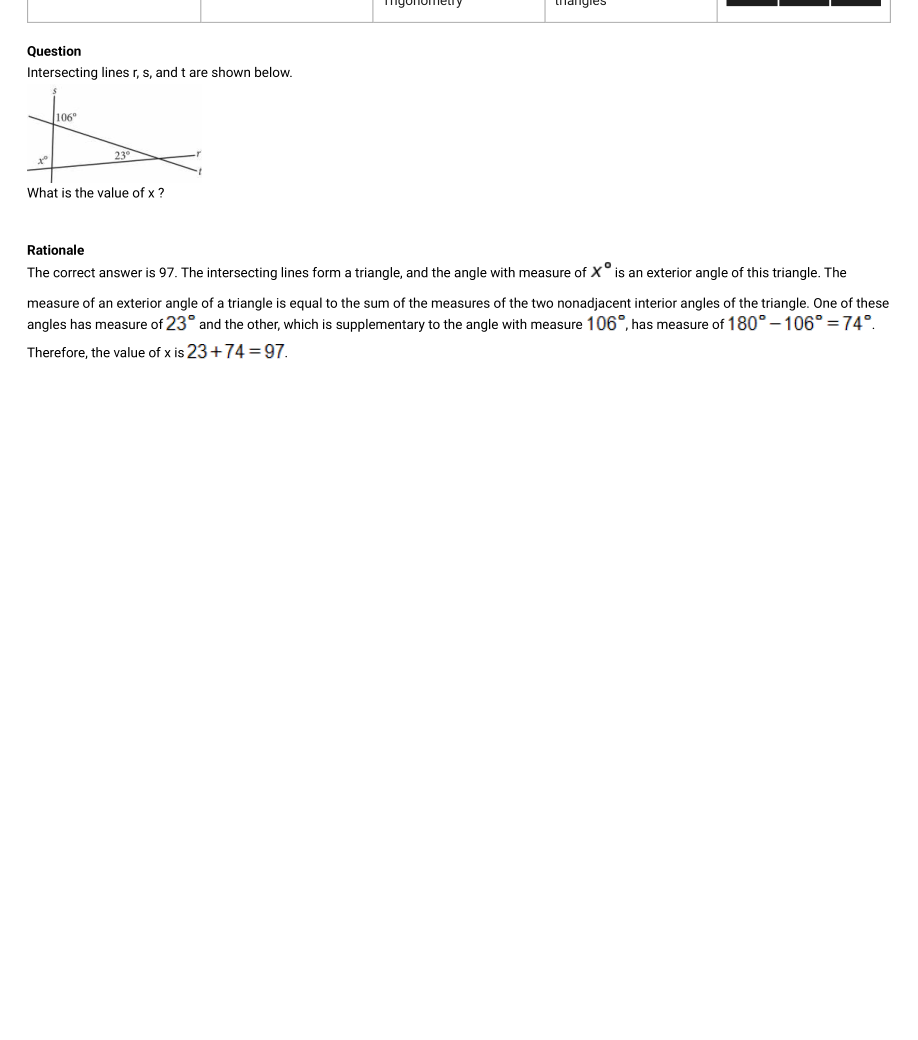 Trigonometry triangles
Question
Intersecting lines r, s, and t are shown below.
s
106°
23°
r
x°
t
What is the value of x ?
Rationale
The correct answer is 97. The intersecting lines form a triangle, and the angle with measure of x° is an exterior angle of this triangle. The
measure of an exterior angle of a triangle is equal to the sum of the measures of the two nonadjacent interior angles of the triangle. One of these
angles has measure of 23° and the other, which is supplementary to the angle with measure 106°, has measure of 180° − 106° = 74°.
Therefore, the value of x is 23 + 74 = 97.